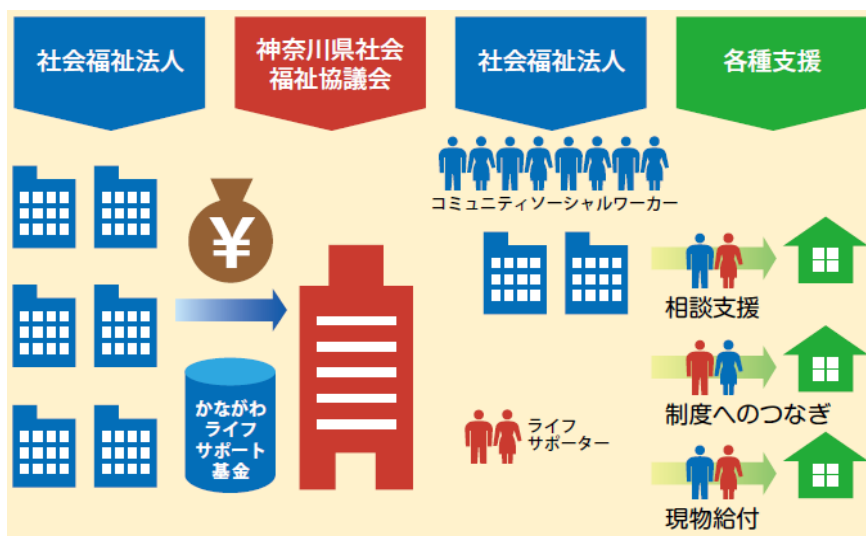 社会福祉法人
神奈川県社会
福祉協議会
社会福祉法人
各種支援
コミュニティソーシャルワーカー
¥
かながわ
ライフ
サポート
基金
ライフ
サポーター
相談支援
制度へのつなぎ
現物給付